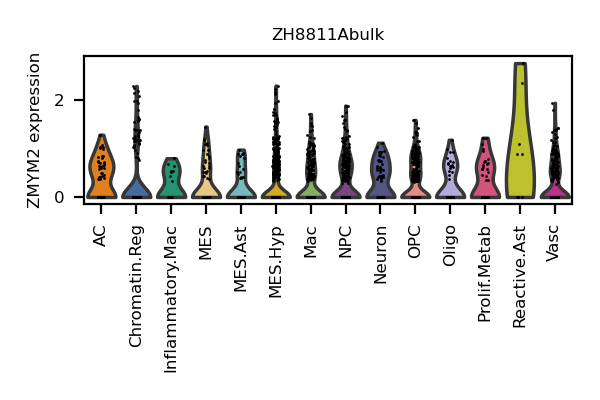 ZH8811Abulk
ZMYM2 expression
2
0
AC
Chromatin.Reg
Inflammatory.Mac
MES
MES.Ast
MES.Hyp
Mac
NPC
Neuron
OPC
Oligo
Prolif.Metab
Reactive.Ast
Vasc